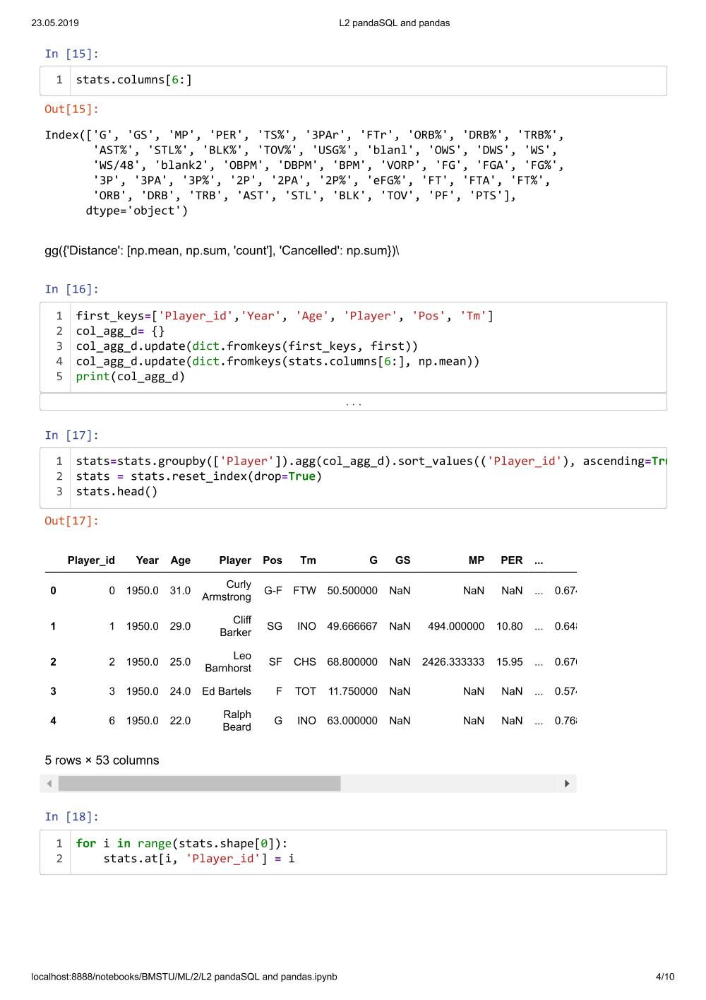 23.05.2019 L2 pandaSQL and pandas
In [15]:
1 stats.columns[6:]
Out[15]:
Index(['G', 'GS', 'MP', 'PER', 'TS%', '3PAr', 'FTr', 'ORB%', 'DRB%', 'TRB%',
'AST%', 'STL%', 'BLK%', 'TOV%', 'USG%', 'blanl', 'OWS', 'DWS', 'WS',
'WS/48', 'blank2', 'OBPM', 'DBPM', 'BPM', 'VORP', 'FG', 'FGA', 'FG%',
'3P', '3PA', '3P%', '2P', '2PA', '2P%', 'eFG%', 'FT', 'FTA', 'FT%',
'ORB', 'DRB', 'TRB', 'AST', 'STL', 'BLK', 'TOV', 'PF', 'PTS'],
dtype='object')
gg({'Distance': [np.mean, np.sum, 'count'], 'Cancelled': np.sum})\
In [16]:
1 first_keys=['Player_id','Year', 'Age', 'Player', 'Pos', 'Tm']
2 col_agg_d= {}
3 col_agg_d.update(dict.fromkeys(first_keys, first))
4 col_agg_d.update(dict.fromkeys(stats.columns[6:], np.mean))
5 print(col_agg_d)
...
In [17]:
1 stats=stats.groupby(['Player']).agg(col_agg_d).sort_values(('Player_id'), ascending=Tru
2 stats = stats.reset_index(drop=True)
3 stats.head()
Out[17]:
Player_id Year Age Player Pos Tm G GS MP PER ...
0 0 1950.0 31.0 Curly Armstrong G-F FTW 50.500000 NaN NaN NaN ... 0.674
1 1 1950.0 29.0 Cliff Barker SG INO 49.666667 NaN 494.000000 10.80 ... 0.648
2 2 1950.0 25.0 Leo Barnhorst SF CHS 68.800000 NaN 2426.333333 15.95 ... 0.670
3 3 1950.0 24.0 Ed Bartels F TOT 11.750000 NaN NaN NaN ... 0.574
4 6 1950.0 22.0 Ralph Beard G INO 63.000000 NaN NaN NaN ... 0.768
5 rows × 53 columns
In [18]:
1 for i in range(stats.shape[0]):
2 stats.at[i, 'Player_id'] = i
localhost:8888/notebooks/BMSTU/ML/2/L2 pandaSQL and pandas.ipynb 4/10